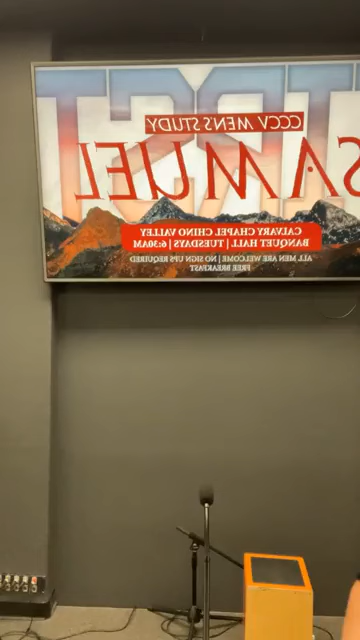 1ST
CCCV MEN'S STUDY
SAMUEL
CALVARY CHAPEL CHINO VALLEY
BANQUET HALL | TUESDAYS | 6:30AM
ALL MEN ARE WELCOME | NO SIGN UPS REQUIRED
FREE BREAKFAST